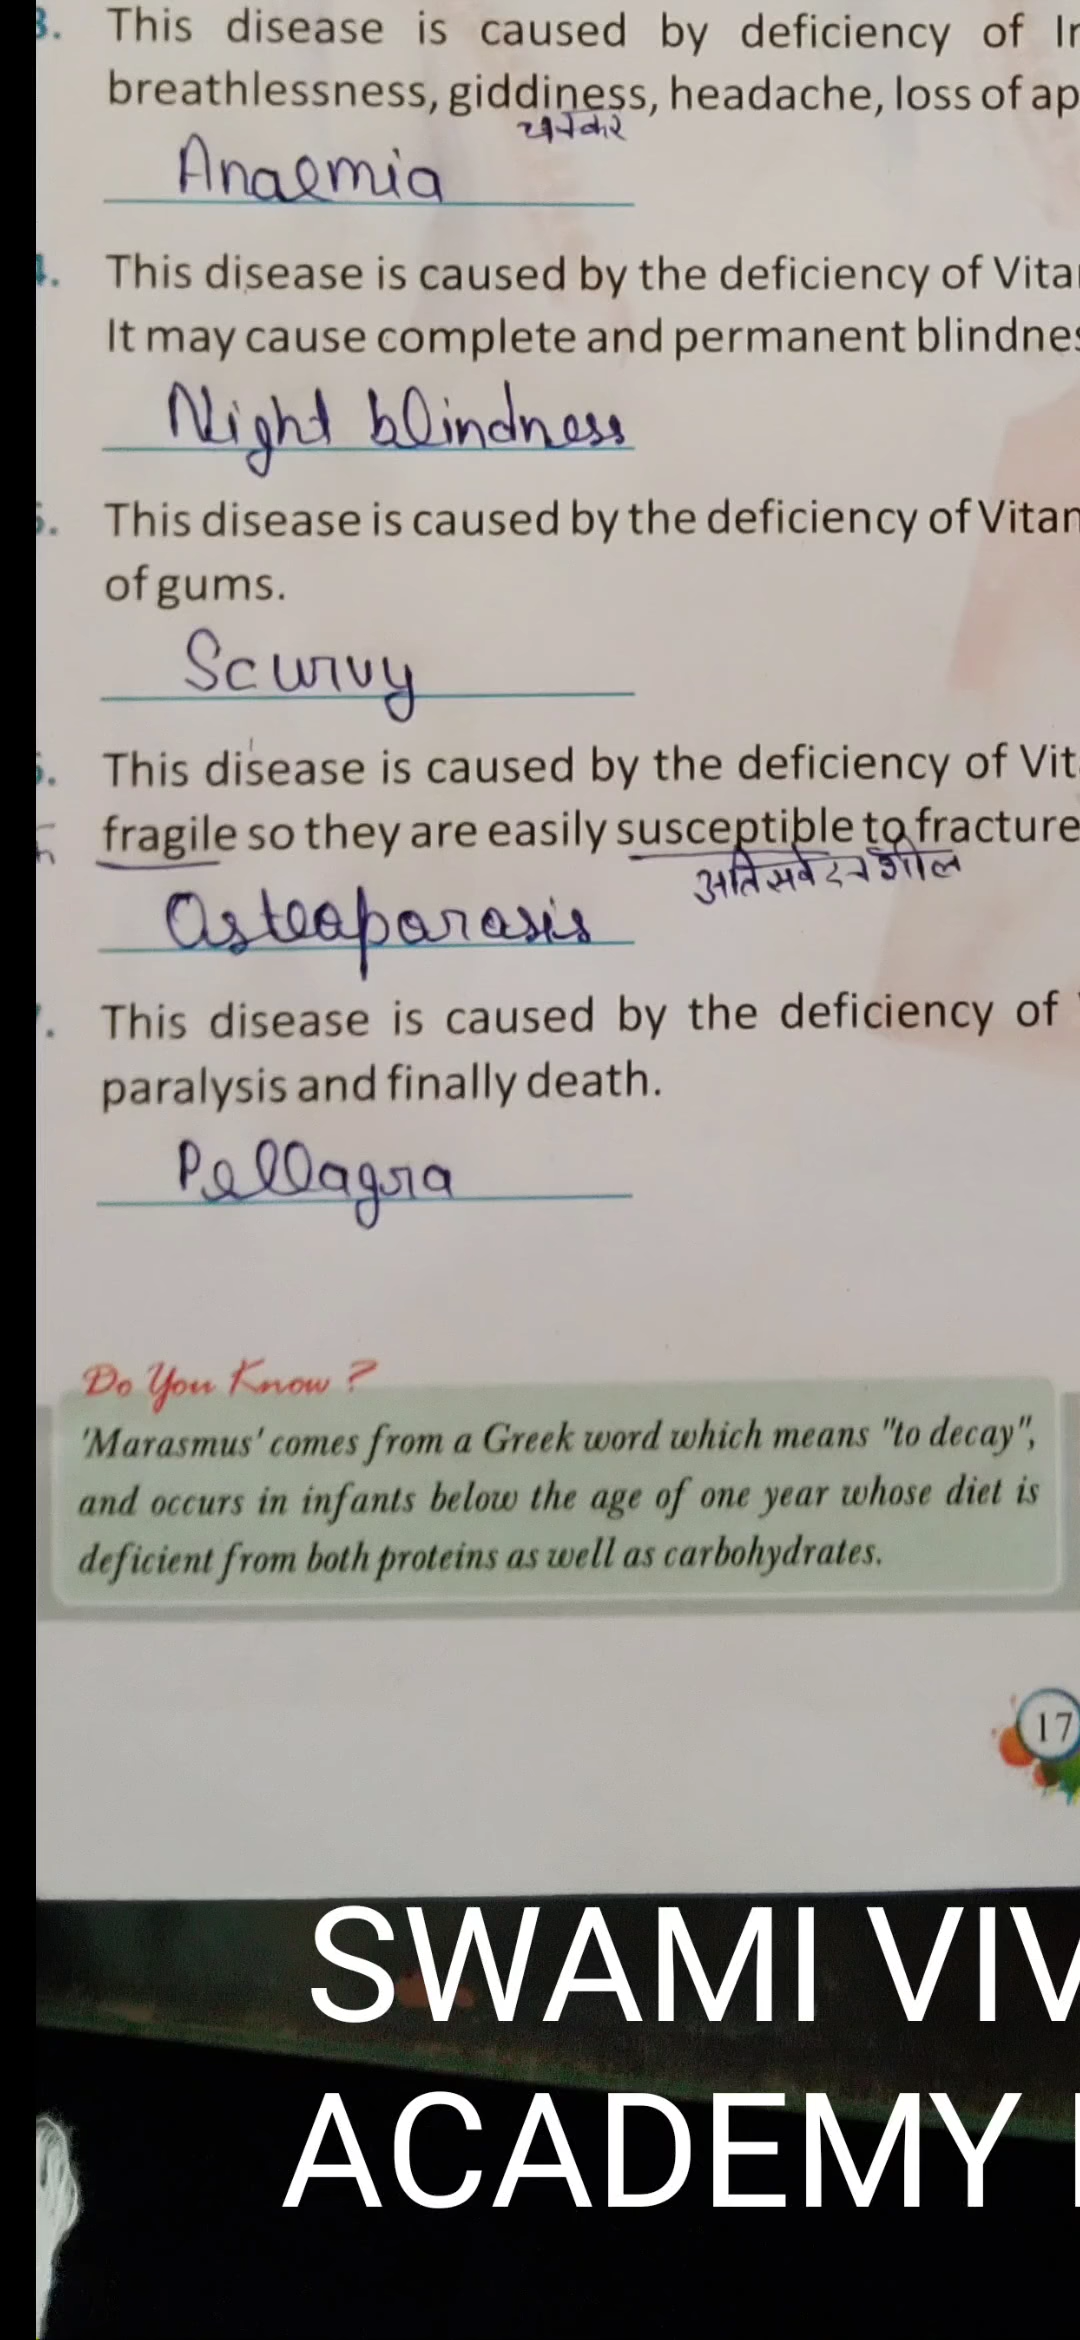 3. This disease is caused by deficiency of Ir
breathlessness, giddiness, headache, loss of ap
Anaemia
4. This disease is caused by the deficiency of Vita
It may cause complete and permanent blindnes
Night blindness
5. This disease is caused by the deficiency of Vitam
of gums.
Scurvy
6. This disease is caused by the deficiency of Vit
fragile so they are easily susceptible to fracture
अतिसवेदनशील
Osteoporosis
. This disease is caused by the deficiency of
paralysis and finally death.
Pellagra
Do You Know ?
'Marasmus' comes from a Greek word which means "to decay",
and occurs in infants below the age of one year whose diet is
deficient from both proteins as well as carbohydrates.
17
SWAMI VIV
ACADEMY